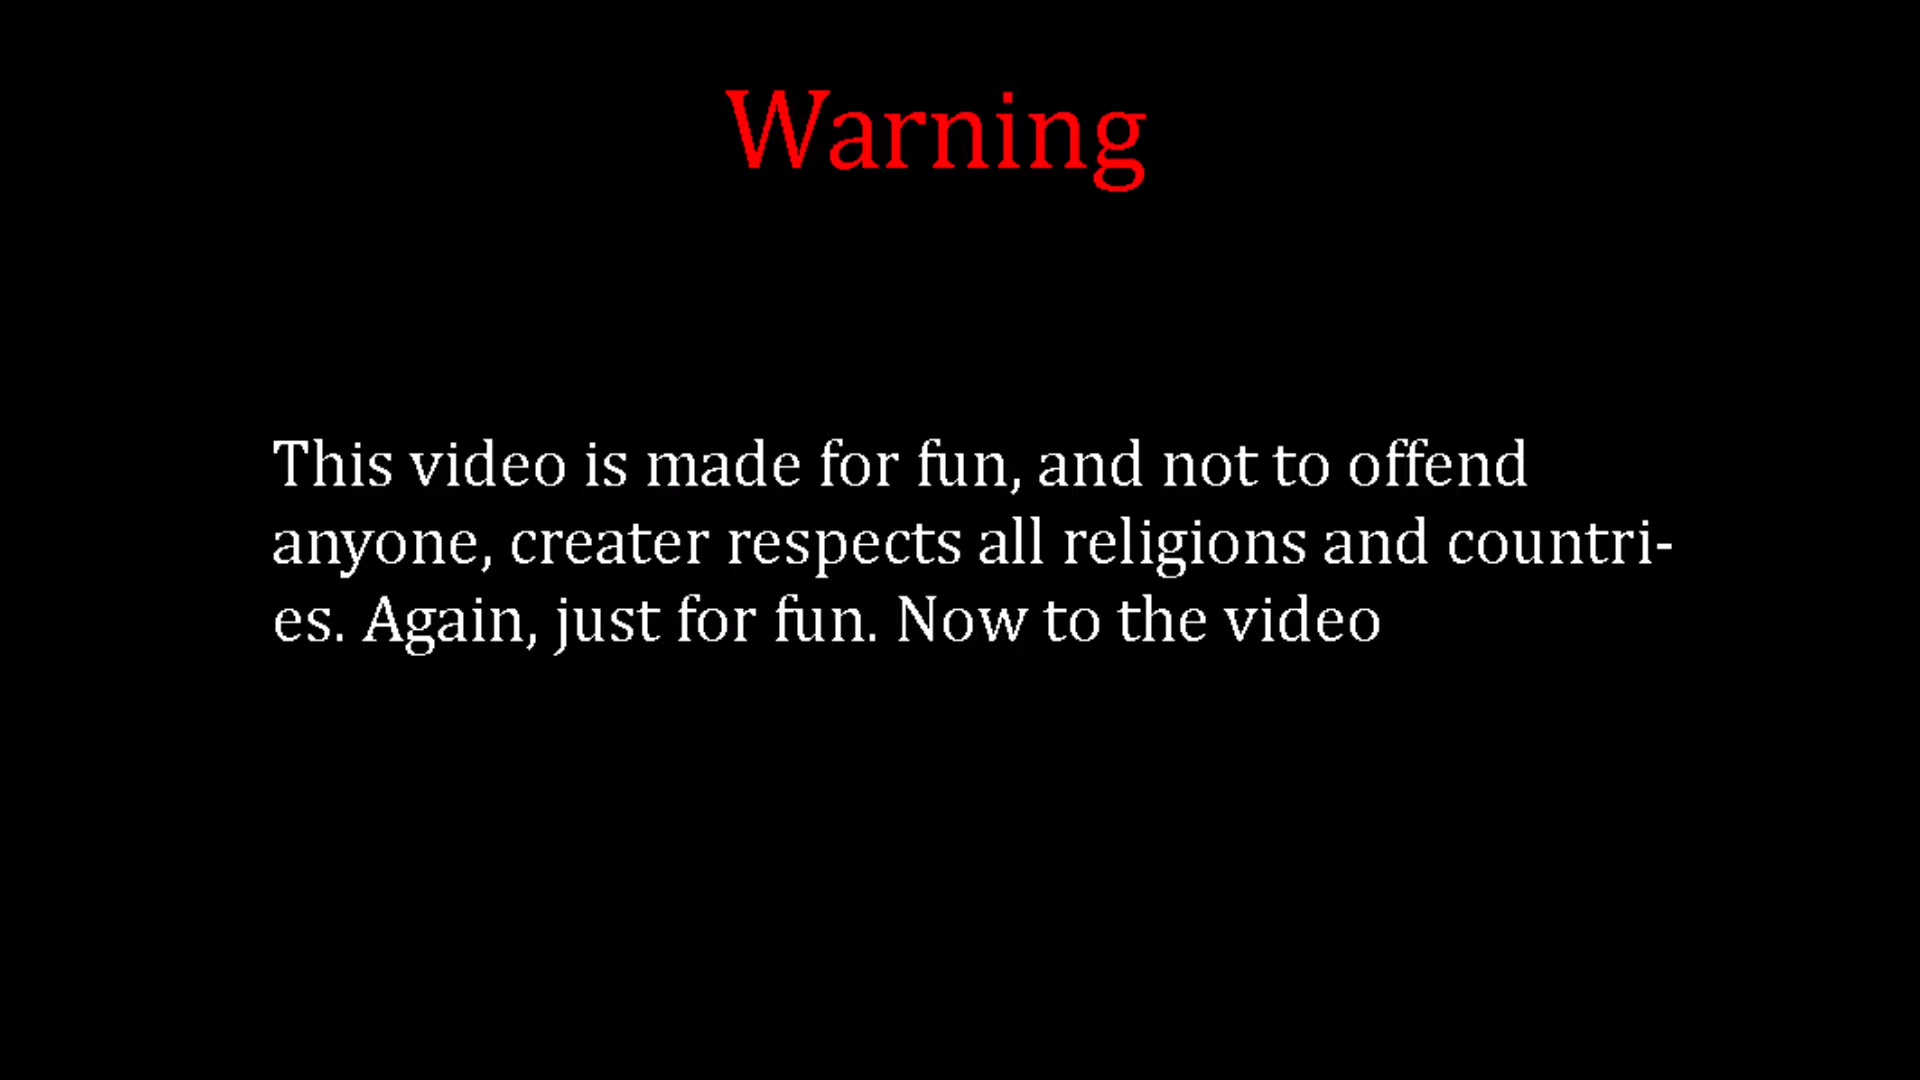 Warning
This video is made for fun, and not to offend
anyone, creater respects all religions and countri-
es. Again, just for fun. Now to the video